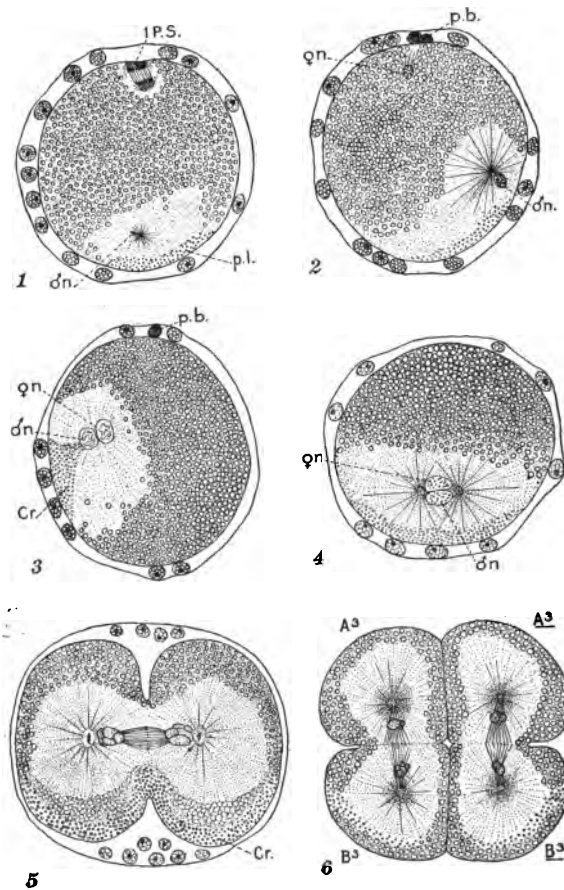 1 P.S.
♂n.
p.l.
1
p.b.
♀n.
♂n.
2
p.b.
♀n.
♂n.
Cr.
3
♀n
♂n
4
Cr.
5
A³
A³
B³
B³
6